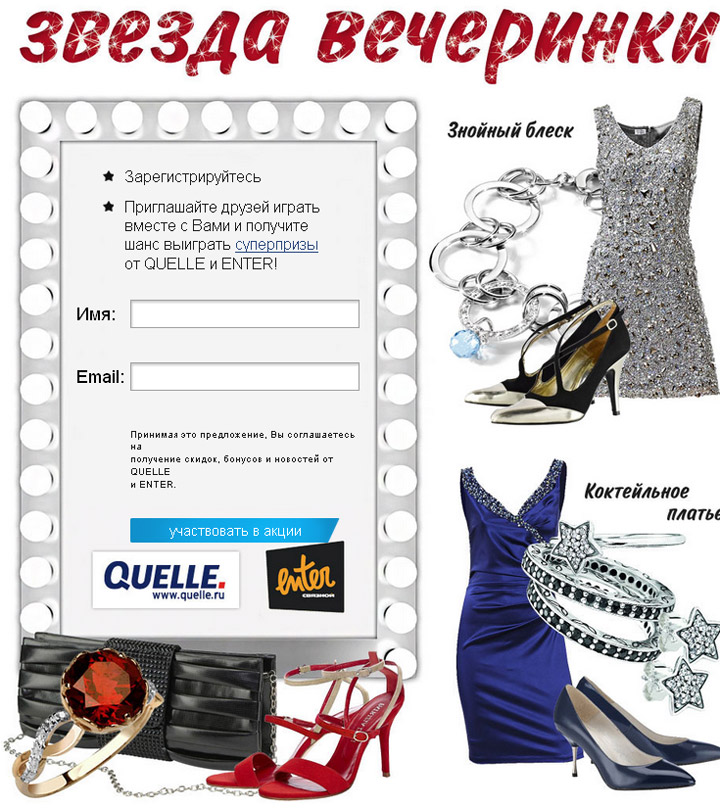 звезда вечеринки
Знойный блеск
Зарегистрируйтесь
Приглашайте друзей играть
вместе с Вами и получите
шанс выиграть суперпризы
от QUELLE и ENTER!
Имя:
Email:
Принимая это предложение, Вы соглашаетесь
на
получение скидок, бонусов и новостей от
QUELLE
и ENTER.
участвовать в акции
QUELLE.
www.quelle.ru
enter
связной
Коктейльное
платье